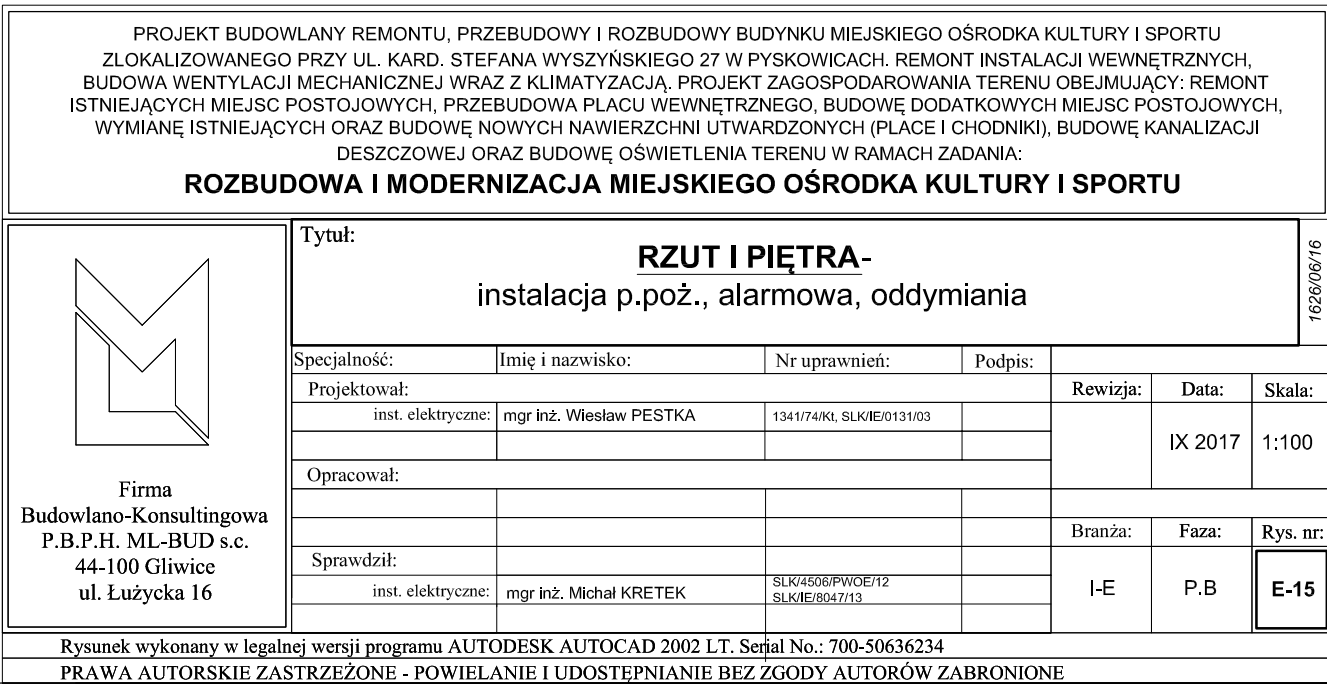 PROJEKT BUDOWLANY REMONTU, PRZEBUDOWY I ROZBUDOWY BUDYNKU MIEJSKIEGO OŚRODKA KULTURY I SPORTU
ZLOKALIZOWANEGO PRZY UL. KARD. STEFANA WYSZYŃSKIEGO 27 W PYSKOWICACH. REMONT INSTALACJI WEWNĘTRZNYCH,
BUDOWA WENTYLACJI MECHANICZNEJ WRAZ Z KLIMATYZACJĄ. PROJEKT ZAGOSPODAROWANIA TERENU OBEJMUJĄCY: REMONT
ISTNIEJĄCYCH MIEJSC POSTOJOWYCH, PRZEBUDOWA PLACU WEWNĘTRZNEGO, BUDOWĘ DODATKOWYCH MIEJSC POSTOJOWYCH,
WYMIANĘ ISTNIEJĄCYCH ORAZ BUDOWĘ NOWYCH NAWIERZCHNI UTWARDZONYCH (PLACE I CHODNIKI), BUDOWĘ KANALIZACJI
DESZCZOWEJ ORAZ BUDOWĘ OŚWIETLENIA TERENU W RAMACH ZADANIA:
ROZBUDOWA I MODERNIZACJA MIEJSKIEGO OŚRODKA KULTURY I SPORTU
Firma
Budowlano-Konsultingowa
P.B.P.H. ML-BUD s.c.
44-100 Gliwice
ul. Łużycka 16
Tytuł:
RZUT I PIĘTRA-
instalacja p.poż., alarmowa, oddymiania
1626/06/16
Specjalność: Imię i nazwisko: Nr uprawnień: Podpis:
Projektował:
inst. elektryczne: mgr inż. Wiesław PESTKA 1341/74/Kt, SLK/IE/0131/03
Opracował:
Sprawdził:
inst. elektryczne: mgr inż. Michał KRETEK SLK/4506/PWOE/12
SLK/IE/8047/13
Rewizja: Data: Skala:
IX 2017 1:100
Branża: Faza: Rys. nr:
I-E P.B E-15
Rysunek wykonany w legalnej wersji programu AUTODESK AUTOCAD 2002 LT. Serial No.: 700-50636234
PRAWA AUTORSKIE ZASTRZEŻONE - POWIELANIE I UDOSTĘPNIANIE BEZ ZGODY AUTORÓW ZABRONIONE